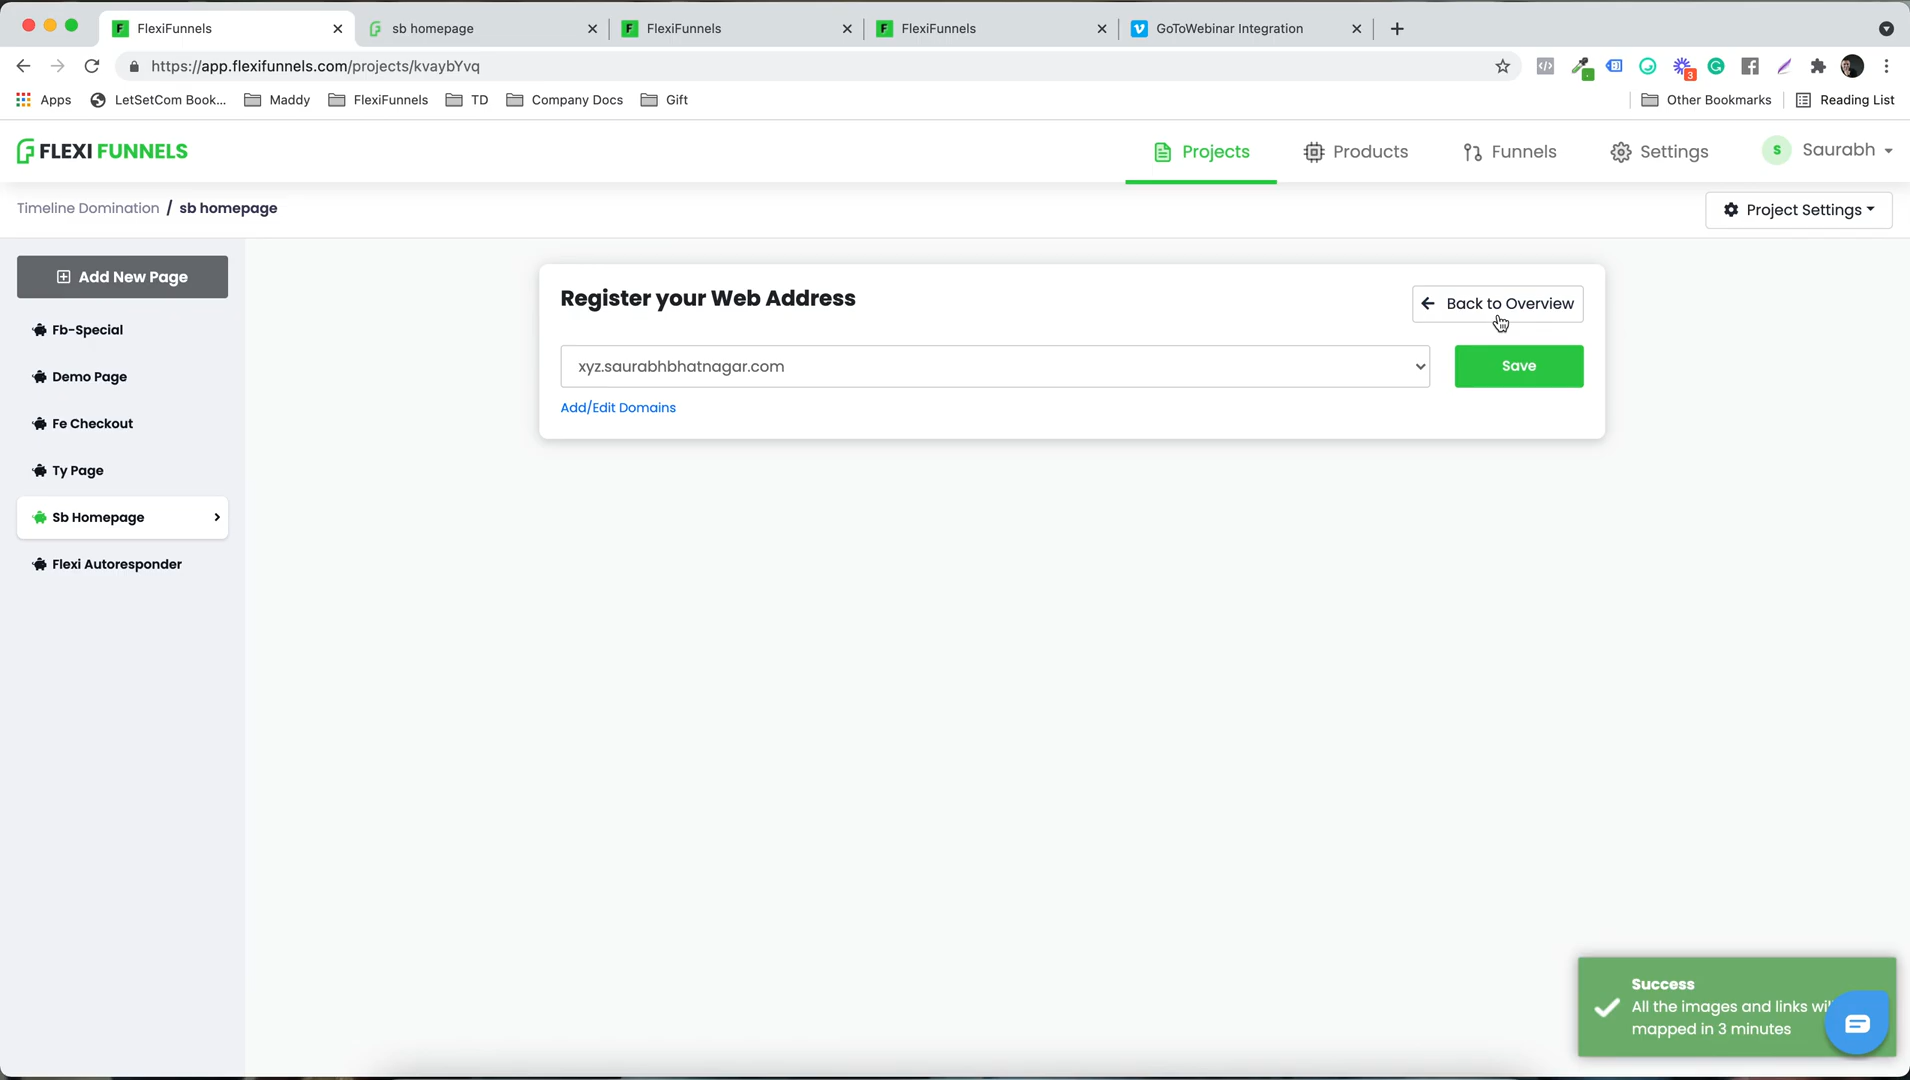 FlexiFunnels
sb homepage
FlexiFunnels
FlexiFunnels
GoToWebinar Integration
https://app.flexifunnels.com/projects/kvaybYvq
3
Apps
LetSetCom Book...
Maddy
FlexiFunnels
TD
Company Docs
Gift
Other Bookmarks
Reading List
FLEXI FUNNELS
Projects
Products
Funnels
Settings
S
Saurabh
Timeline Domination / sb homepage
Project Settings
Add New Page
Fb-Special
Demo Page
Fe Checkout
Ty Page
Sb Homepage
Flexi Autoresponder
Register your Web Address
Back to Overview
xyz.saurabhbhatnagar.com
Save
Add/Edit Domains
Success
All the images and links
mapped in 3 minutes